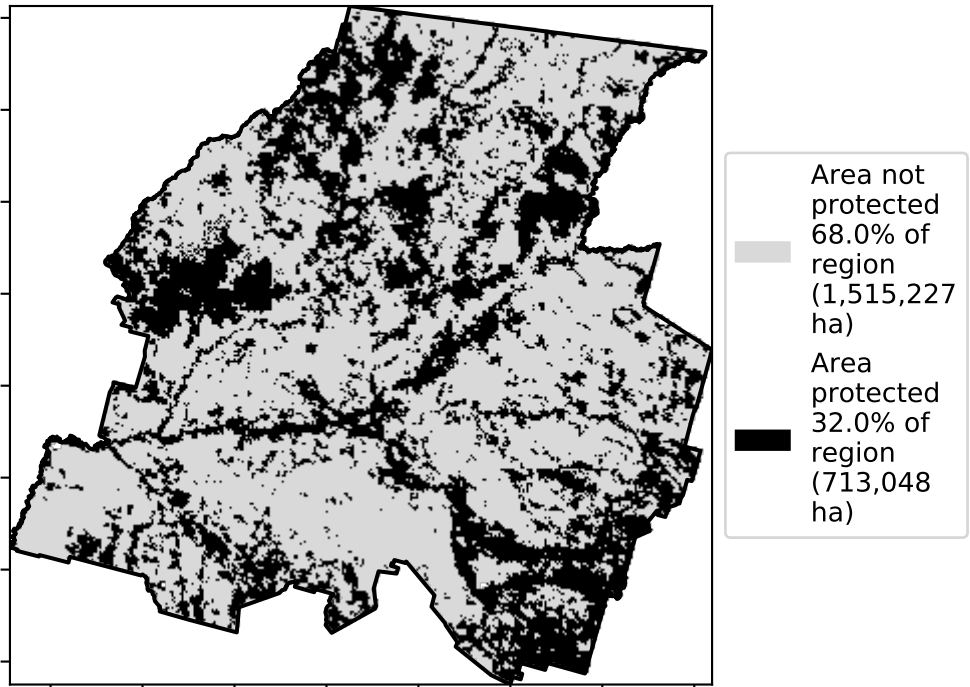 Area not
protected
68.0% of
region
(1,515,227
ha)
Area
protected
32.0% of
region
(713,048
ha)